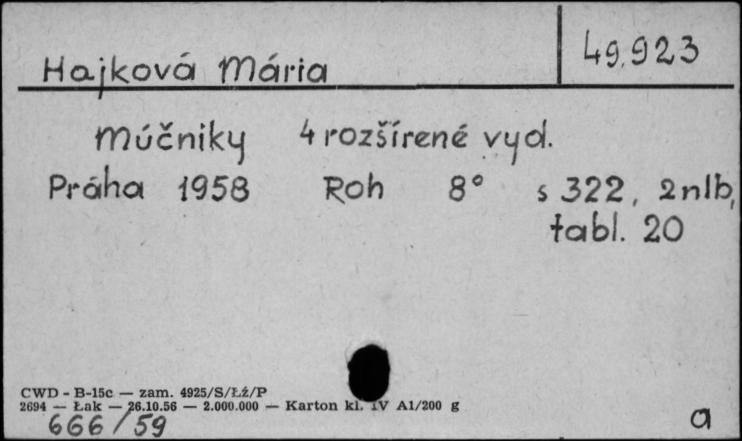 Hajková Mária 49.923
Múčniky 4 rozšírené vyd.
Práha 1958 Roh 8° s 322, 2nlb,
tabl. 20
CWD - B-15c — zam. 4925/S/Łź/P
2694 — Łak — 26.10.56 — 2.000.000 — Karton kl. IV A1/200 g
666/59 a